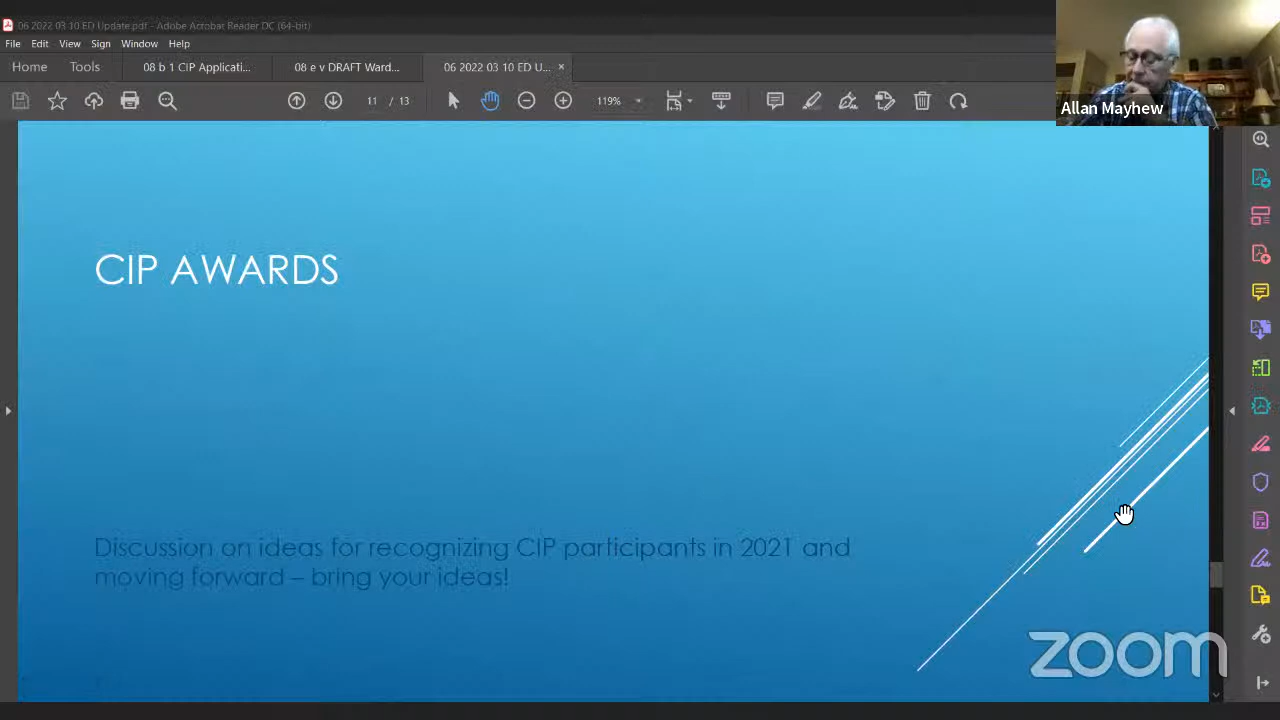 06 2022 03 10 ED Update.pdf - Adobe Acrobat Reader DC (64-bit)
File Edit View Sign Window Help
Home Tools 08 b 1 CIP Applicati... 08 e v DRAFT Ward... 06 2022 03 10 ED U... ×
11 / 13 119%
Allan Mayhew
CIP AWARDS
Discussion on ideas for recognizing CIP participants in 2021 and
moving forward – bring your ideas!
zoom